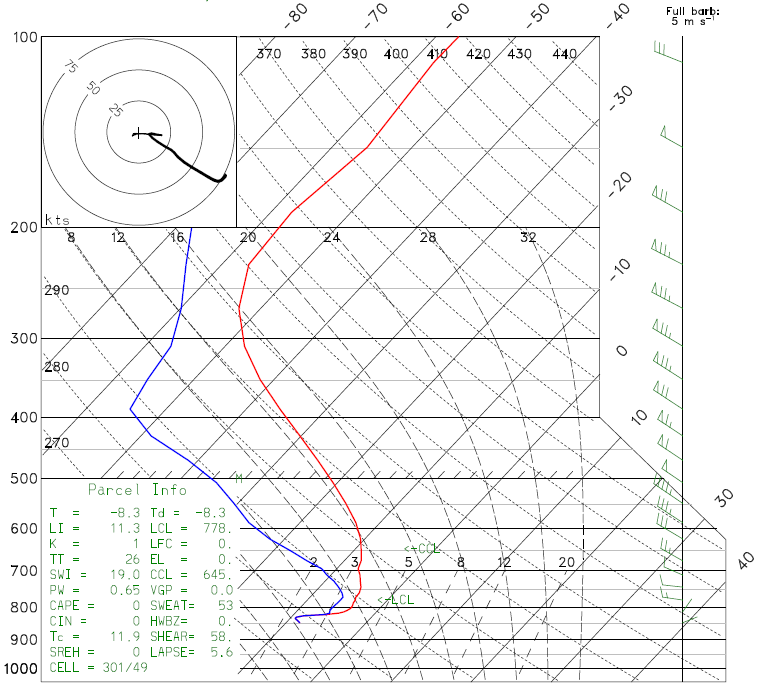 -80 -70 -60 -50 -40
Full barb:
5 m s⁻¹
100
370 380 390 400 410 420 430 440
75
50
25
-30
-20
kts
200
8 12 16 20 24 28 32
-10
290
300
0
280
10
400
270
500
M
30
Parcel Info
T = -8.3 Td = -8.3
LI = 11.3 LCL = 778.
K = 1 LFC = 0.
TT = 26 EL = 0.
SWI = 19.0 CCL = 645.
PW = 0.65 VGP = 0.0
CAPE = 0 SWEAT= 53
CIN = 0 HWBZ= 0.
Tc = 11.9 SHEAR= 58.
SREH = 0 LAPSE= 5.6
CELL = 301/49
600
<-CCL
40
2 3 5 8 12 20
700
<-LCL
800
900
1000